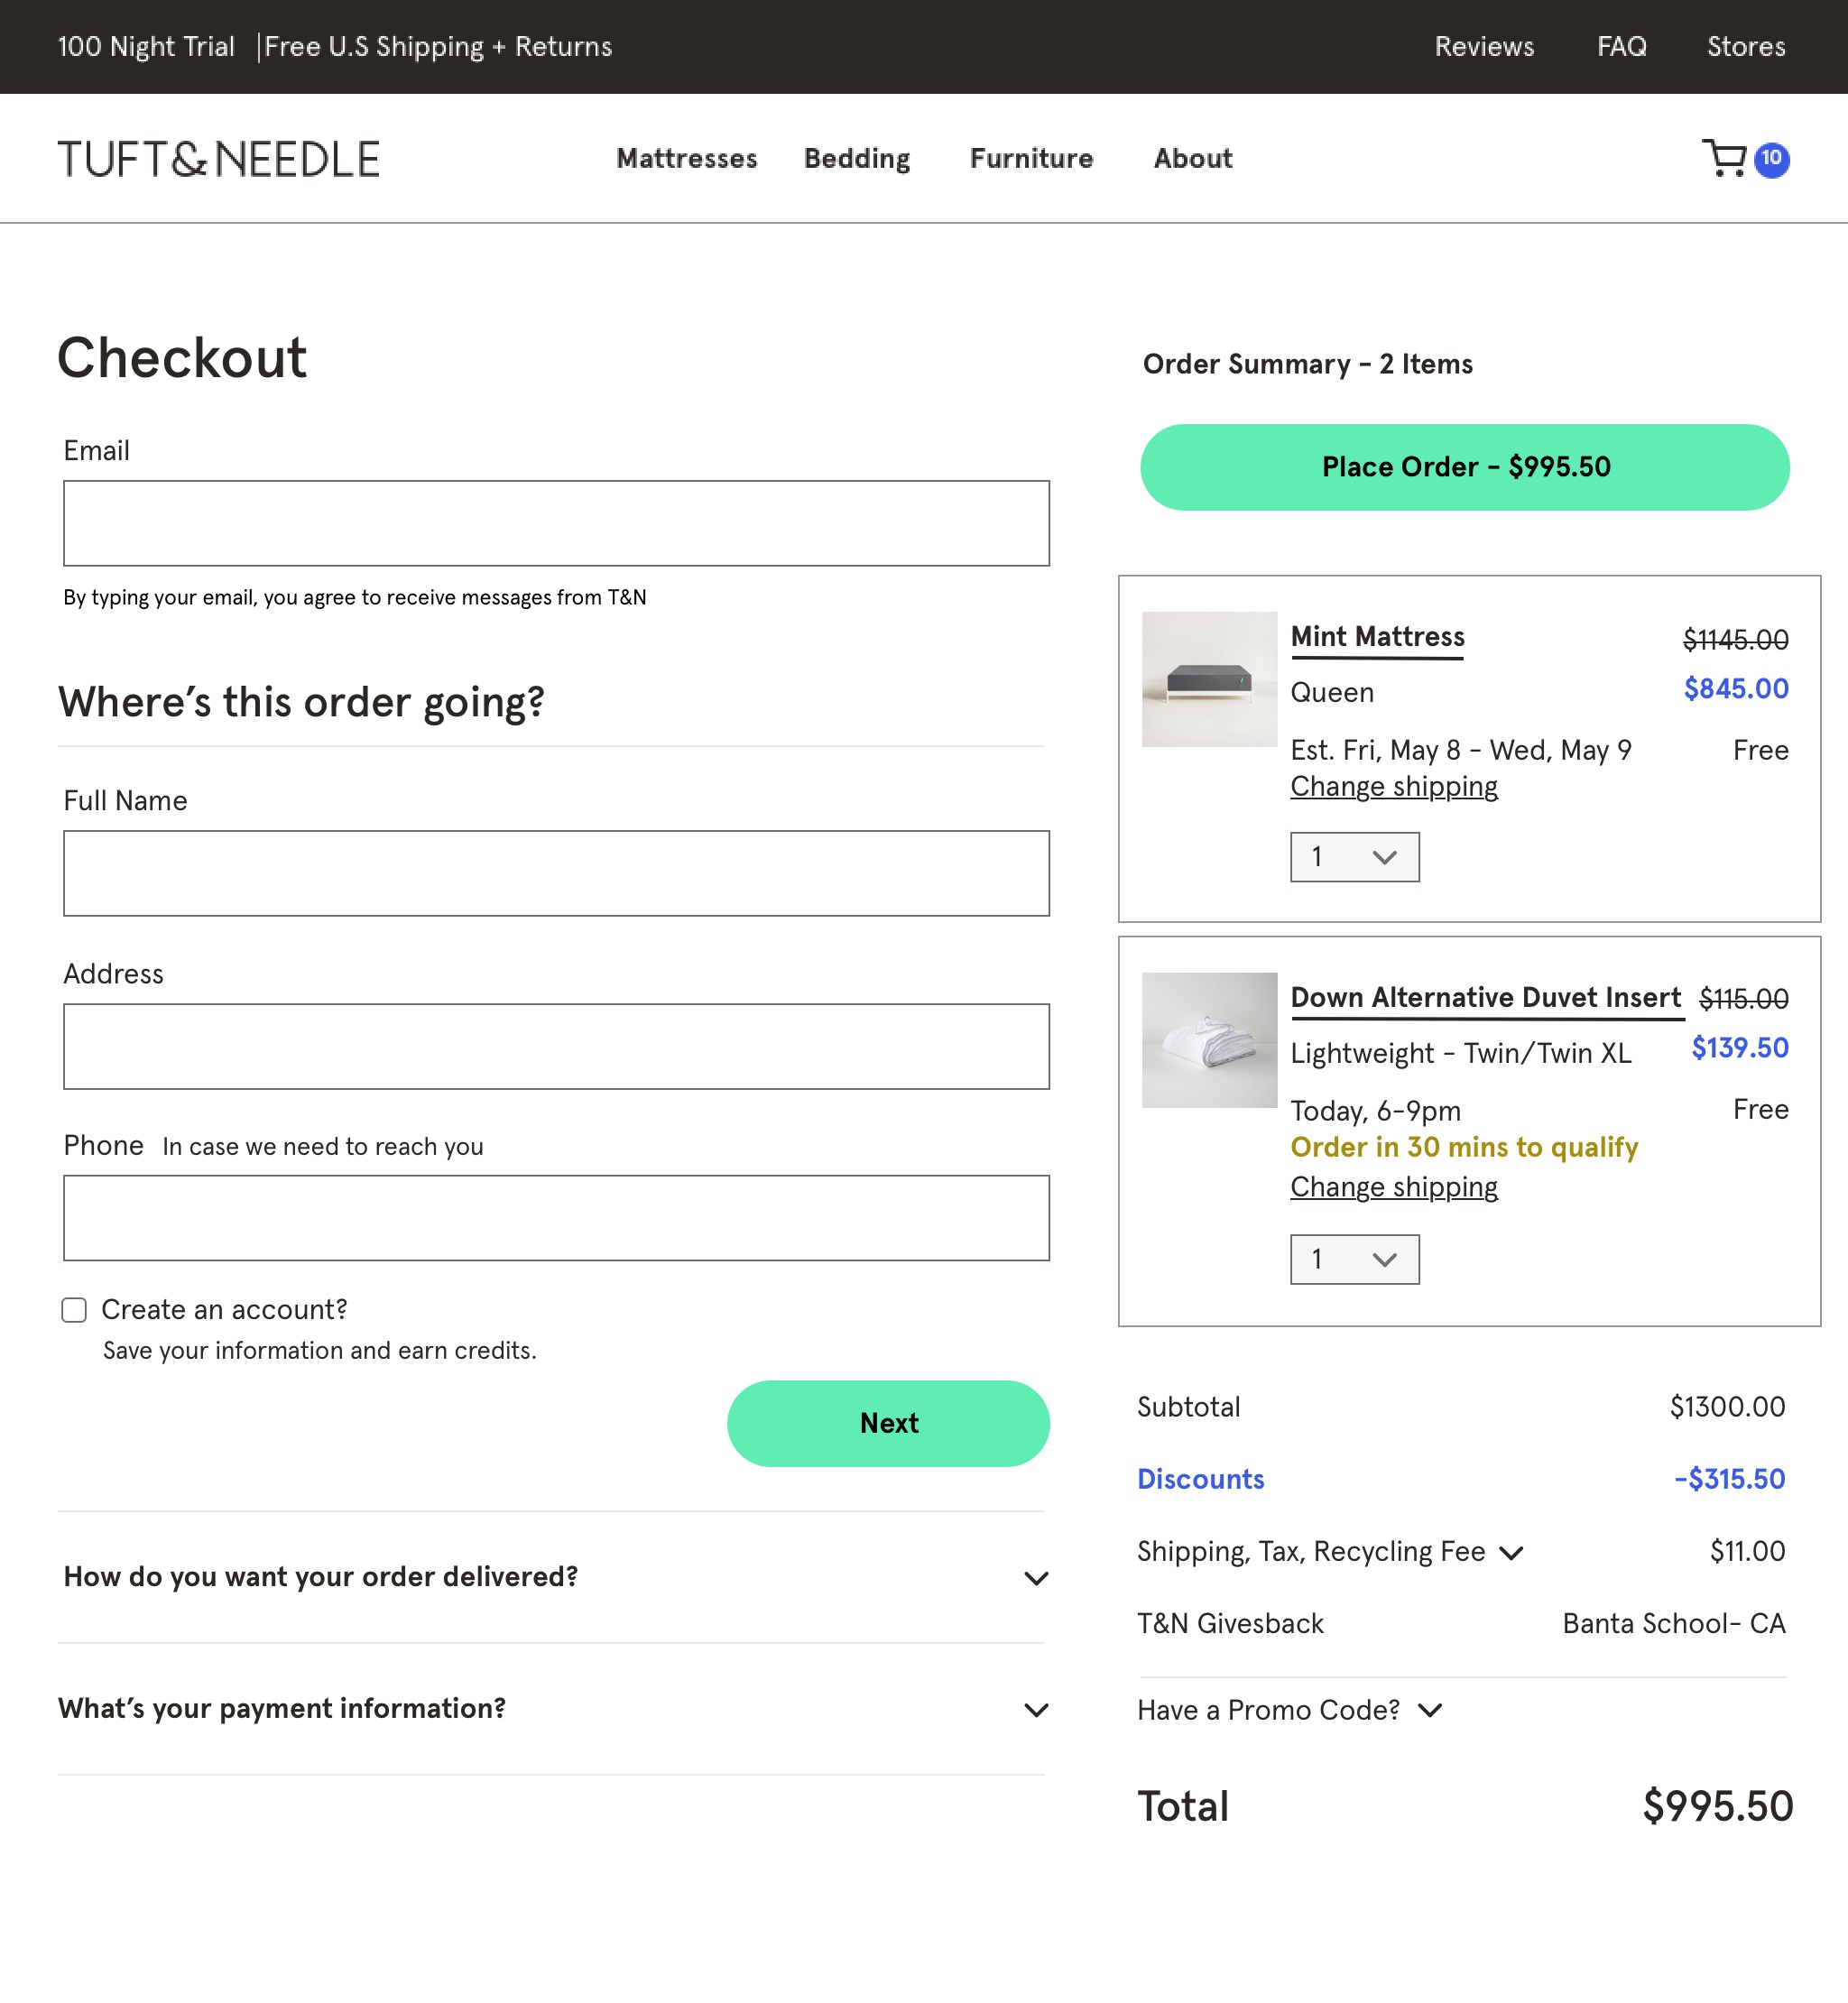 100 Night Trial |Free U.S Shipping + Returns
Reviews FAQ Stores
TUFT&NEEDLE
Mattresses Bedding Furniture About
10
Checkout
Email
By typing your email, you agree to receive messages from T&N
Where's this order going?
Full Name
Address
Phone In case we need to reach you
Create an account?
Save your information and earn credits.
Next
How do you want your order delivered?
What's your payment information?
Order Summary - 2 Items
Place Order - $995.50
Mint Mattress $1145.00
Queen $845.00
Est. Fri, May 8 - Wed, May 9 Free
Change shipping
1
Down Alternative Duvet Insert $115.00
Lightweight - Twin/Twin XL $139.50
Today, 6-9pm Free
Order in 30 mins to qualify
Change shipping
1
Subtotal $1300.00
Discounts -$315.50
Shipping, Tax, Recycling Fee $11.00
T&N Givesback Banta School- CA
Have a Promo Code?
Total $995.50